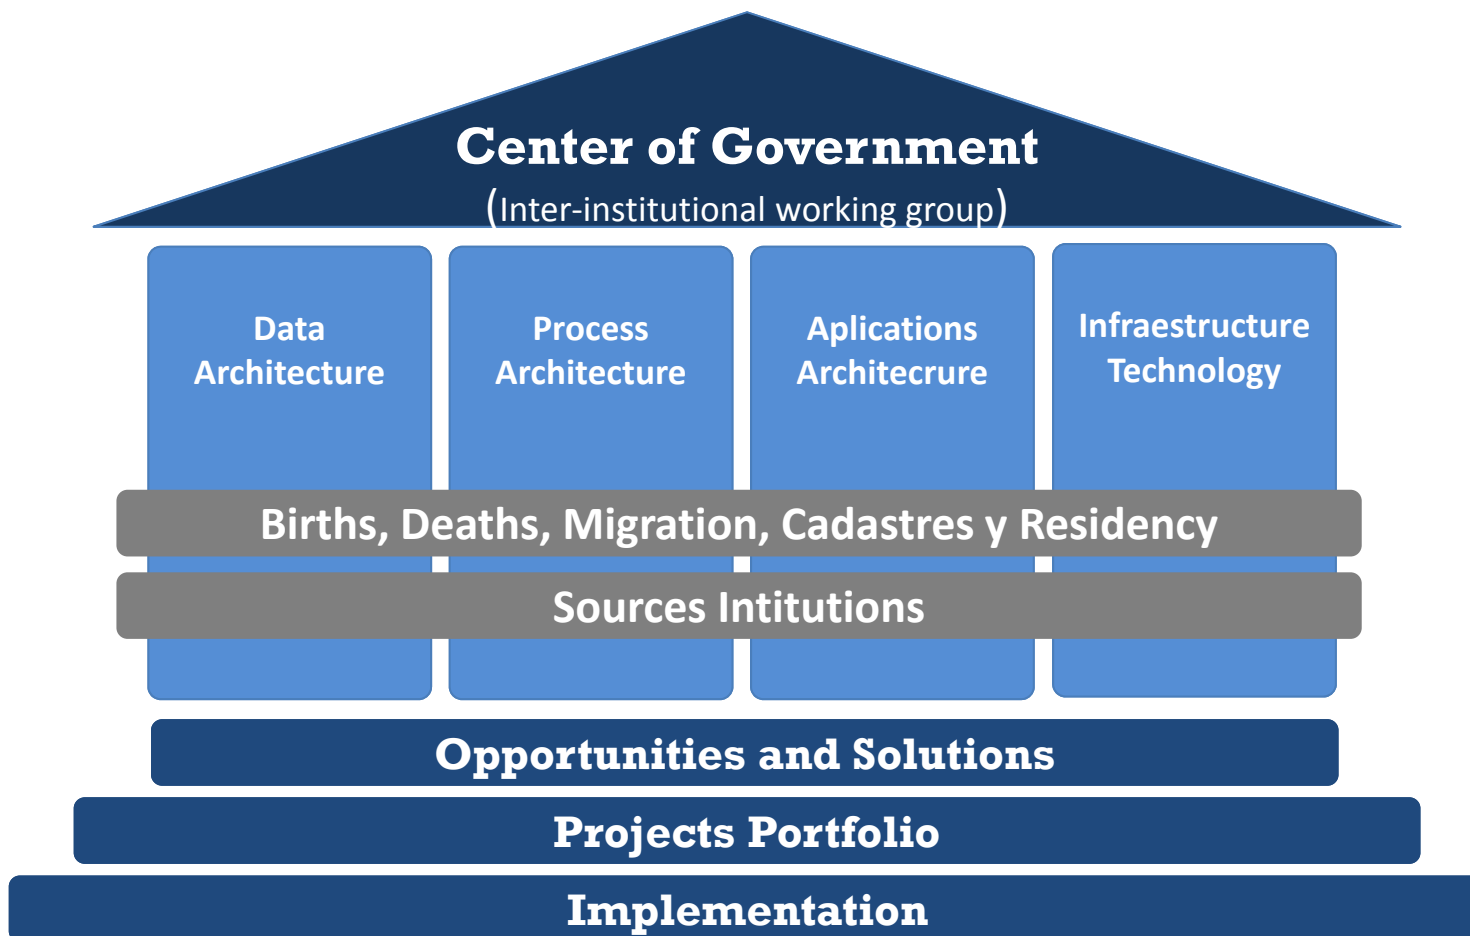 Center of Government
(Inter-institutional working group)
Data
Architecture
Process
Architecture
Aplications
Architecrure
Infraestructure
Technology
Births, Deaths, Migration, Cadastres y Residency
Sources Intitutions
Opportunities and Solutions
Projects Portfolio
Implementation